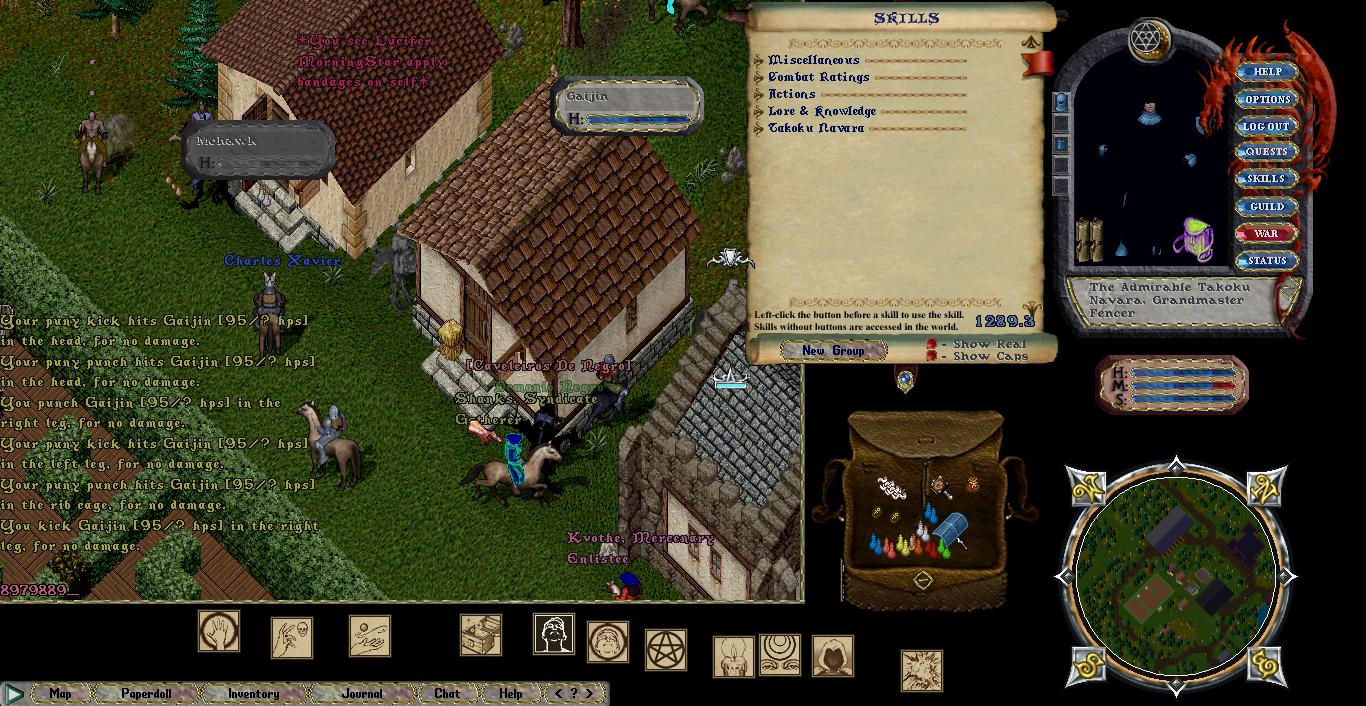 *You see Lucifer
MorningStar apply
bandages on self*
Mohawk
H:
Gaijin
H:
Charles Xavier
Your puny kick hits Gaijin [95/? hps]
in the head, for no damage.
Your puny punch hits Gaijin [95/? hps]
in the head, for no damage.
You punch Gaijin [95/? hps] in the
right leg, for no damage.
Your puny kick hits Gaijin [95/? hps]
in the left leg, for no damage.
Your puny punch hits Gaijin [95/? hps]
in the rib cage, for no damage.
You kick Gaijin [95/? hps] in the right
leg, for no damage.
8979889_
[Caveleiros De Negro]
Demonic Negro
Shanks, Syndicate
Gatherer
Kvothe, Mercenary
Enlistee
SKILLS
Miscellaneous
Combat Ratings
Actions
Lore & Knowledge
Takoku Navara
Left-click the button before a skill to use the skill.
Skills without buttons are accessed in the world.
1289.3
New Group
- Show Real
- Show Caps
HELP
OPTIONS
LOG OUT
QUESTS
SKILLS
GUILD
WAR
STATUS
The Admirable Takoku
Navara, Grandmaster
Fencer
H:
M:
S:
Map
Paperdoll
Inventory
Journal
Chat
Help
< ? >